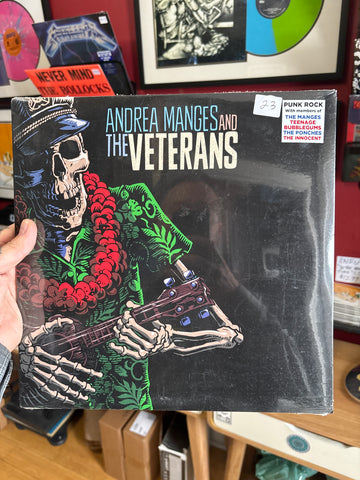 NEVER MIND
THE BOLLOCKS
ANDREA MANGES AND
THE VETERANS
23
PUNK ROCK
With members of
THE MANGES
TEENAGE
BUBBLEGUMS
THE PONCHES
THE INNOCENT